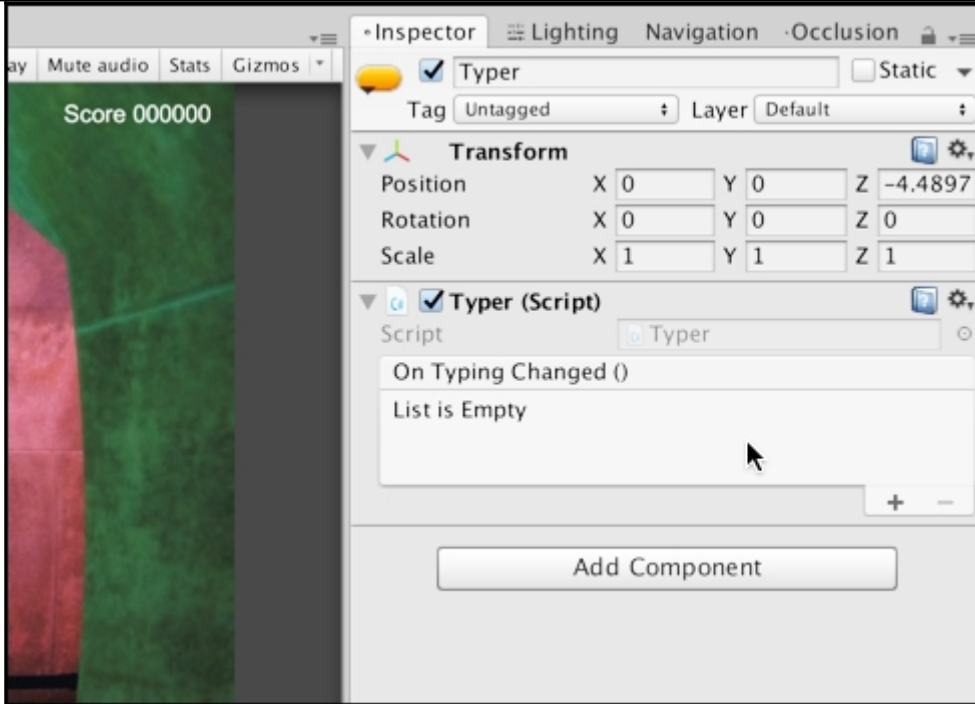 Inspector Lighting Navigation Occlusion
ay Mute audio Stats Gizmos
Score 000000
Typer Static
Tag Untagged Layer Default
Transform
Position X 0 Y 0 Z -4.4897
Rotation X 0 Y 0 Z 0
Scale X 1 Y 1 Z 1
Typer (Script)
Script Typer
On Typing Changed ()
List is Empty
+ −
Add Component